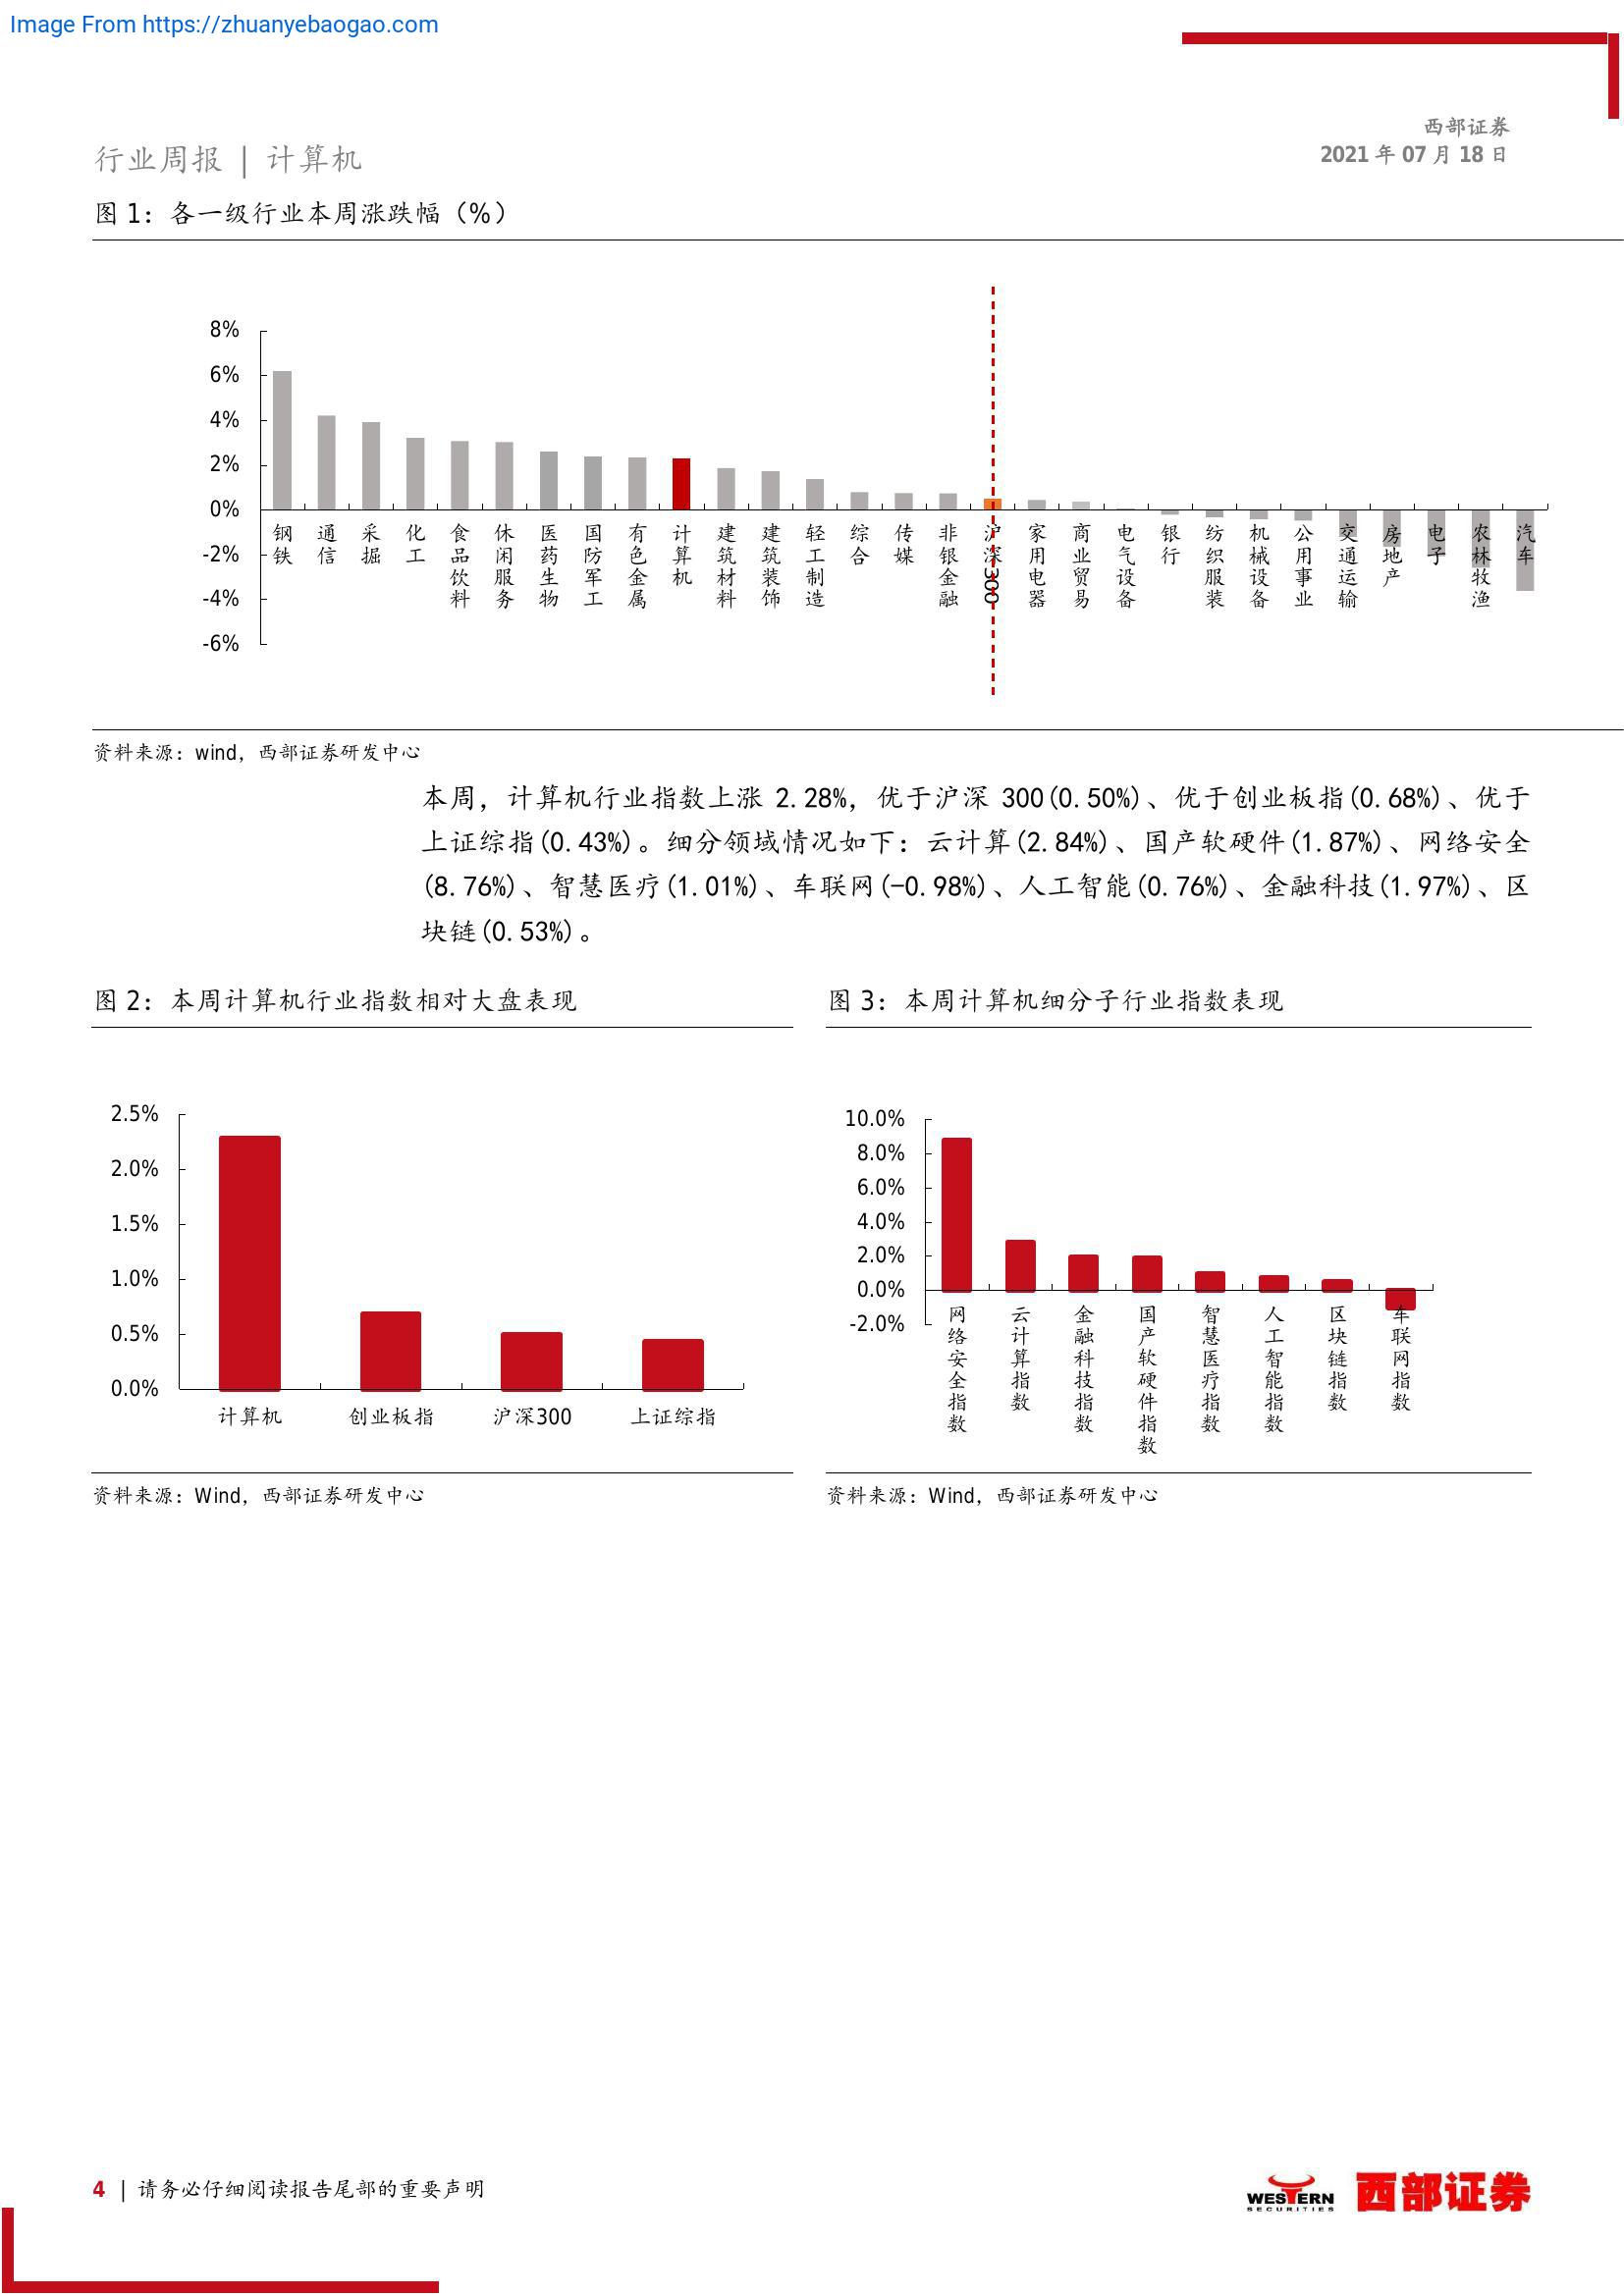 Image From https://zhuanyebaogao.com
西部证券
2021 年 07 月 18 日
行业周报 | 计算机
图 1：各一级行业本周涨跌幅（%）
8%
6%
4%
2%
0%
-2%
-4%
-6%
钢铁
通信
采掘
化工
食品饮料
休闲服务
医药生物
国防军工
有色金属
计算机
建筑材料
建筑装饰
轻工制造
综合
传媒
非银金融
沪深300
家用电器
商业贸易
电气设备
银行
纺织服装
机械设备
公用事业
交通运输
房地产
电子
农林牧渔
汽车
资料来源：wind，西部证券研发中心
本周，计算机行业指数上涨 2.28%，优于沪深 300(0.50%)、优于创业板指(0.68%)、优于
上证综指(0.43%)。细分领域情况如下：云计算(2.84%)、国产软硬件(1.87%)、网络安全
(8.76%)、智慧医疗(1.01%)、车联网(-0.98%)、人工智能(0.76%)、金融科技(1.97%)、区
块链(0.53%)。
图 2：本周计算机行业指数相对大盘表现
2.5%
2.0%
1.5%
1.0%
0.5%
0.0%
计算机
创业板指
沪深300
上证综指
资料来源：Wind，西部证券研发中心
图 3：本周计算机细分子行业指数表现
10.0%
8.0%
6.0%
4.0%
2.0%
0.0%
-2.0%
网络安全指数
云计算指数
金融科技指数
国产软硬件指数
智慧医疗指数
人工智能指数
区块链指数
车联网指数
资料来源：Wind，西部证券研发中心
4 | 请务必仔细阅读报告尾部的重要声明
WESTERN
SECURITIES
西部证券